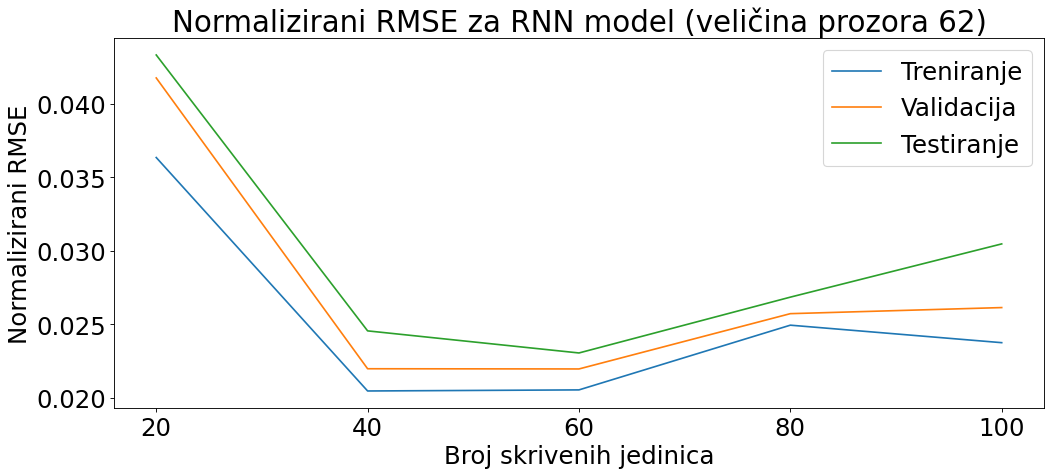 Normalizirani RMSE za RNN model (veličina prozora 62)
Treniranje
Validacija
Testiranje
Normalizirani RMSE
0.040
0.035
0.030
0.025
0.020
20 40 60 80 100
Broj skrivenih jedinica